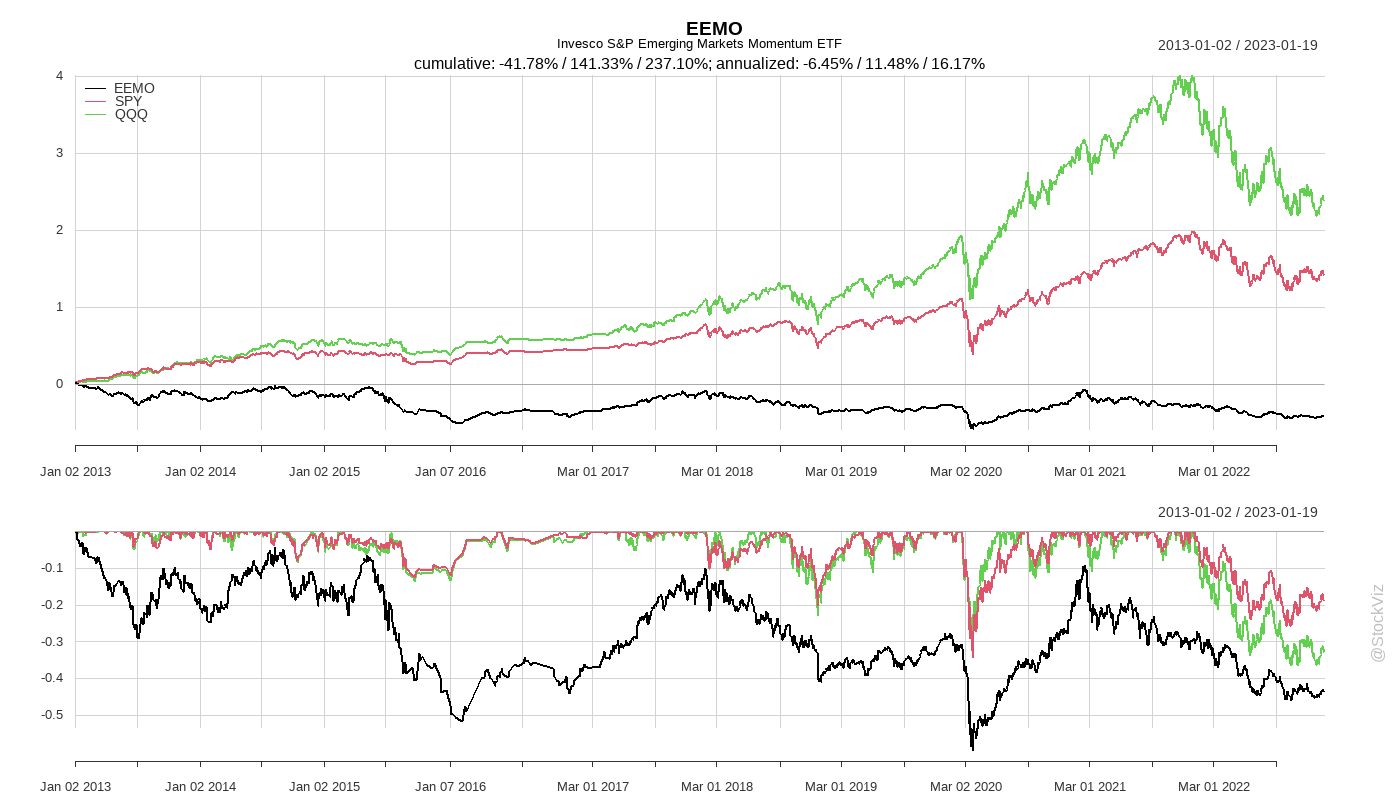 EEMO
Invesco S&P Emerging Markets Momentum ETF
2013-01-02 / 2023-01-19
cumulative: -41.78% / 141.33% / 237.10%; annualized: -6.45% / 11.48% / 16.17%
EEMO
SPY
QQQ
4
3
2
1
0
Jan 02 2013 Jan 02 2014 Jan 02 2015 Jan 07 2016 Mar 01 2017 Mar 01 2018 Mar 01 2019 Mar 02 2020 Mar 01 2021 Mar 01 2022
2013-01-02 / 2023-01-19
-0.1
-0.2
-0.3
-0.4
-0.5
Jan 02 2013 Jan 02 2014 Jan 02 2015 Jan 07 2016 Mar 01 2017 Mar 01 2018 Mar 01 2019 Mar 02 2020 Mar 01 2021 Mar 01 2022
@StockViz